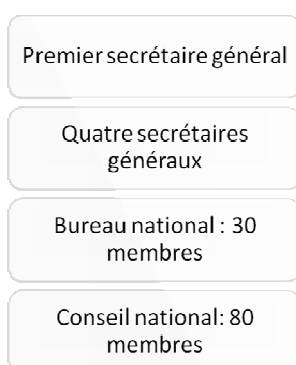 Premier secrétaire général
Quatre secrétaires
généraux
Bureau national : 30
membres
Conseil national: 80
membres